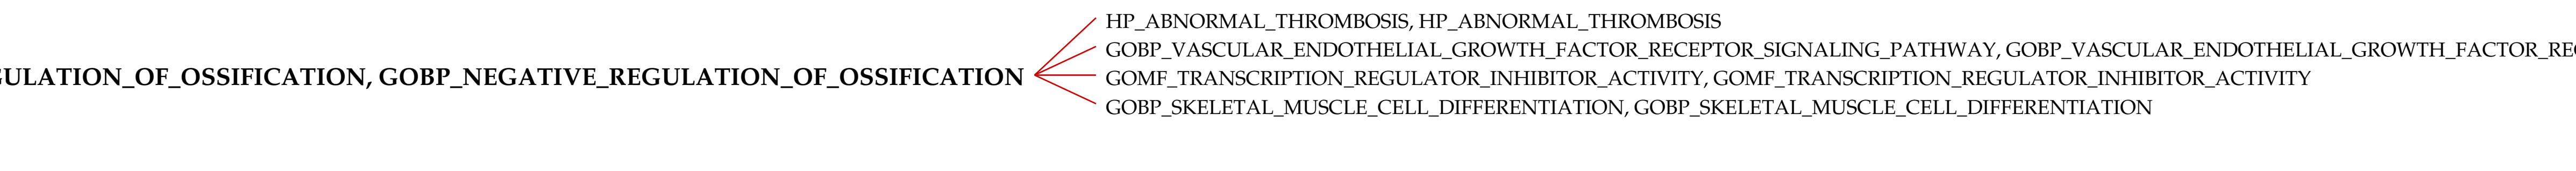 HP_ABNORMAL_THROMBOSIS, HP_ABNORMAL_THROMBOSIS
GOBP_VASCULAR_ENDOTHELIAL_GROWTH_FACTOR_RECEPTOR_SIGNALING_PATHWAY, GOBP_VASCULAR_ENDOTHELIAL_GROWTH_FACTOR_RE
GULATION_OF_OSSIFICATION, GOBP_NEGATIVE_REGULATION_OF_OSSIFICATION
GOMF_TRANSCRIPTION_REGULATOR_INHIBITOR_ACTIVITY, GOMF_TRANSCRIPTION_REGULATOR_INHIBITOR_ACTIVITY
GOBP_SKELETAL_MUSCLE_CELL_DIFFERENTIATION, GOBP_SKELETAL_MUSCLE_CELL_DIFFERENTIATION